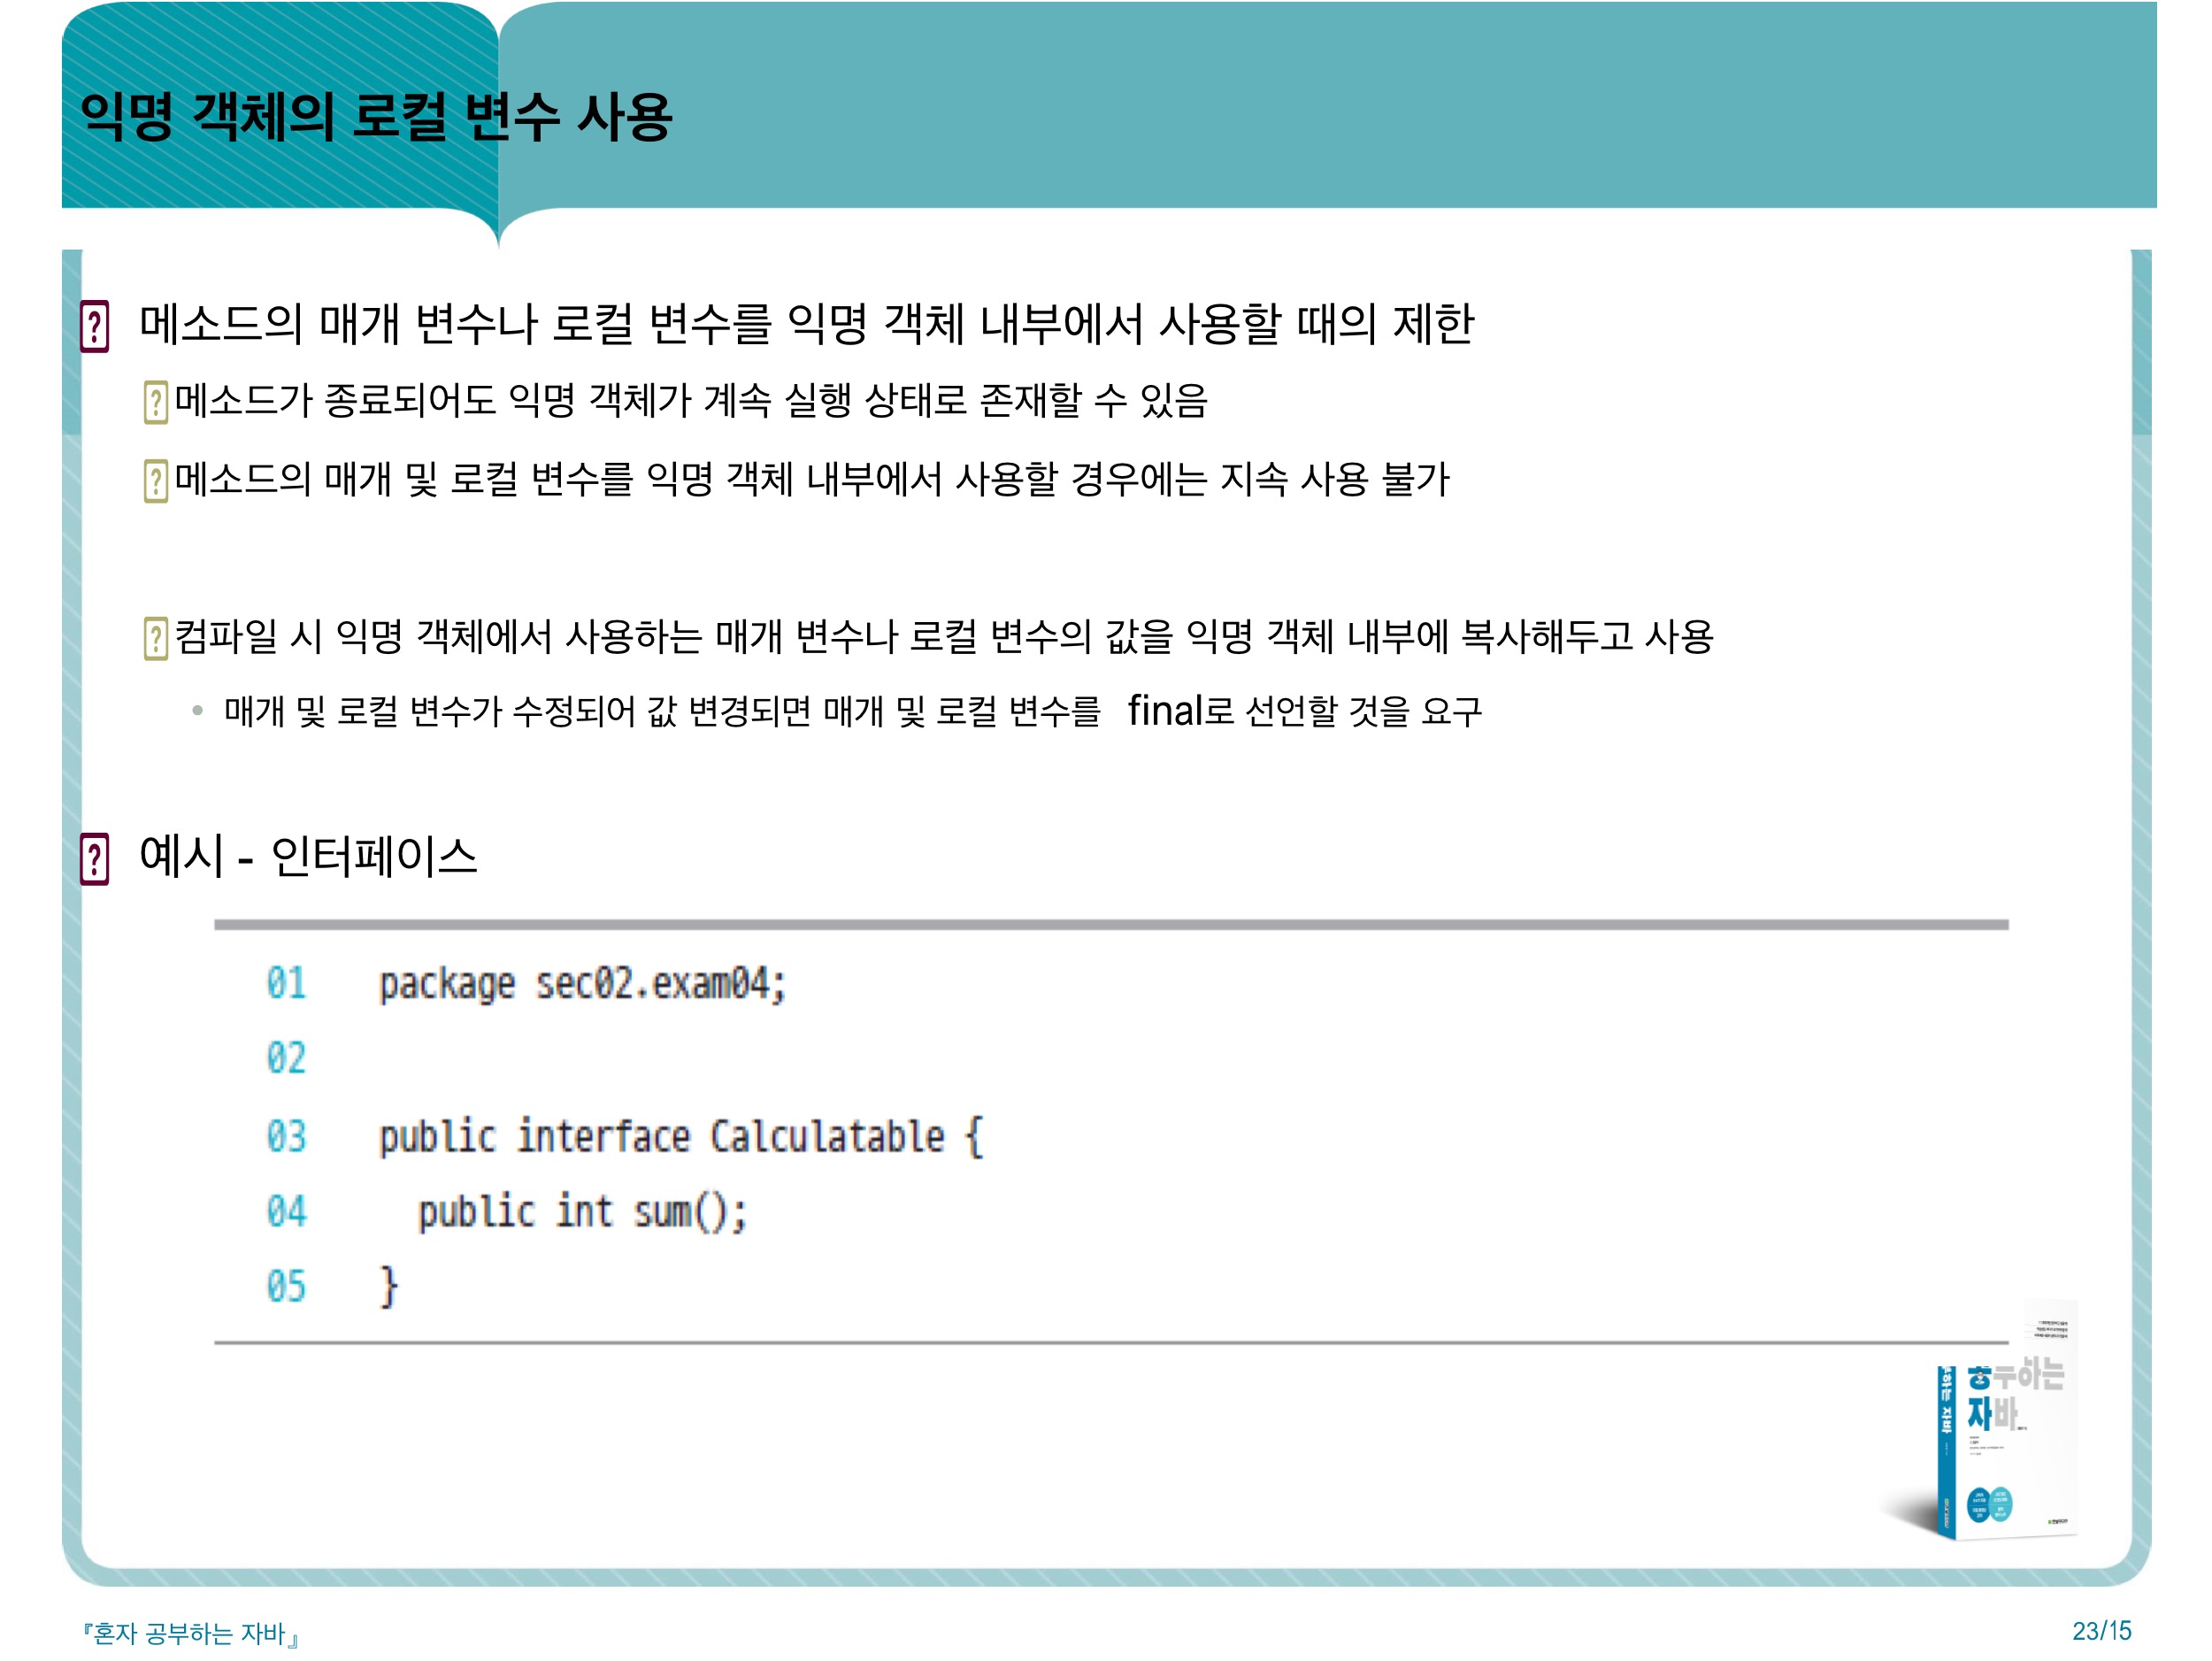 익명 객체의 로컬 변수 사용
메소드의 매개 변수나 로컬 변수를 익명 객체 내부에서 사용할 때의 제한
메소드가 종료되어도 익명 객체가 계속 실행 상태로 존재할 수 있음
메소드의 매개 및 로컬 변수를 익명 객체 내부에서 사용할 경우에는 지속 사용 불가
컴파일 시 익명 객체에서 사용하는 매개 변수나 로컬 변수의 값을 익명 객체 내부에 복사해두고 사용
• 매개 및 로컬 변수가 수정되어 값 변경되면 매개 및 로컬 변수를 final로 선언할 것을 요구
예시 - 인터페이스
01 package sec02.exam04;
02
03 public interface Calculatable {
04 public int sum();
05 }
하는 자바
하는
자바
『혼자 공부하는 자바』
23/15